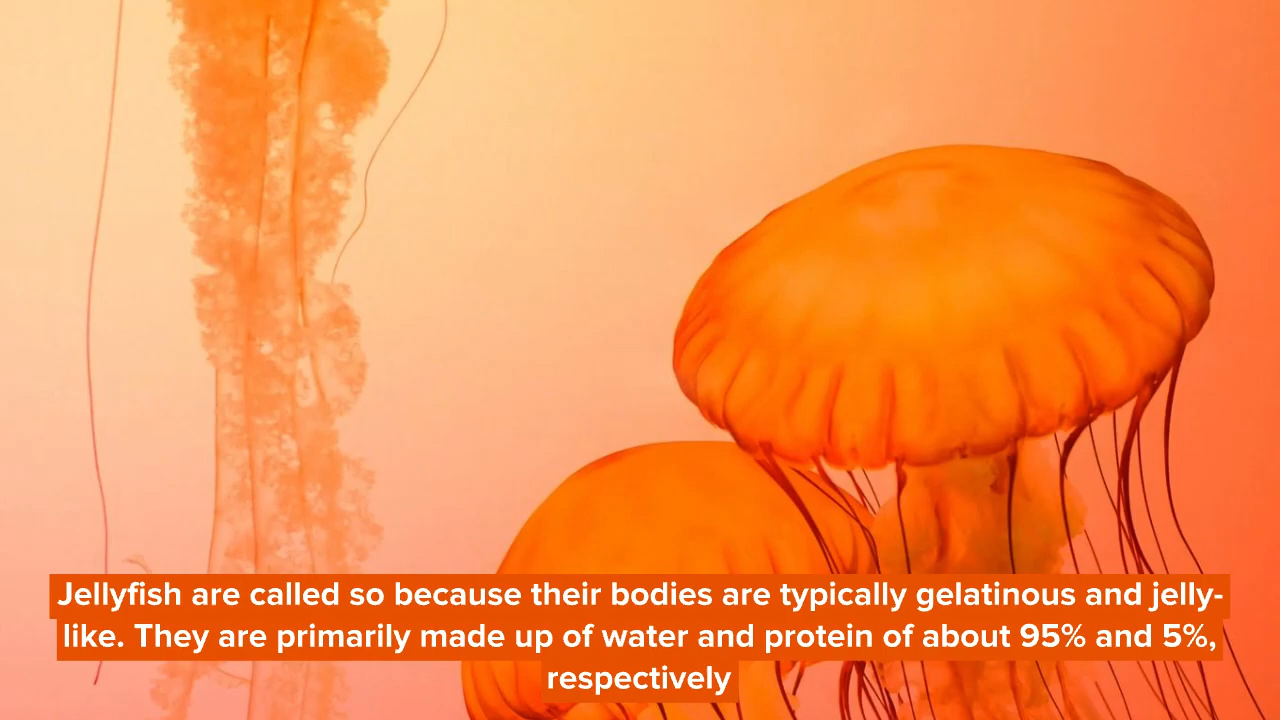 Jellyfish are called so because their bodies are typically gelatinous and jelly-
like. They are primarily made up of water and protein of about 95% and 5%,
respectively